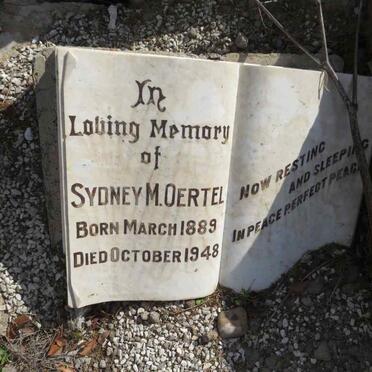 In
Loving Memory
of
SYDNEY M. OERTEL
BORN MARCH 1889
DIED OCTOBER 1948
NOW RESTING
AND SLEEPING
IN PEACE PERFECT PEACE